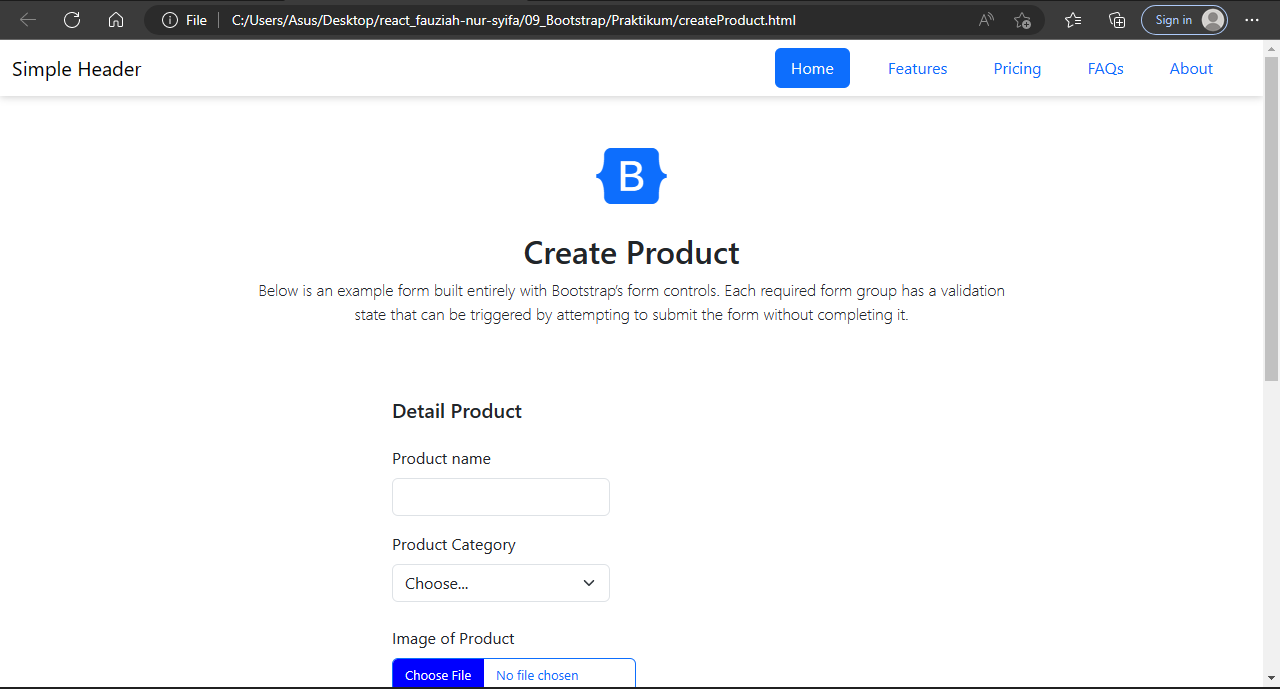 File C:/Users/Asus/Desktop/react_fauziah-nur-syifa/09_Bootstrap/Praktikum/createProduct.html Sign in
Simple Header Home Features Pricing FAQs About
B
Create Product
Below is an example form built entirely with Bootstrap’s form controls. Each required form group has a validation
state that can be triggered by attempting to submit the form without completing it.
Detail Product
Product name
Product Category
Choose...
Image of Product
Choose File No file chosen